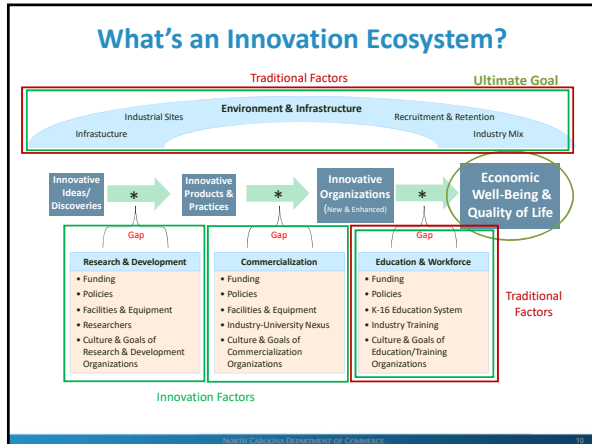 What's an Innovation Ecosystem?
Traditional Factors
Ultimate Goal
Environment & Infrastructure
Industrial Sites
Recruitment & Retention
Infrastucture
Industry Mix
Innovative
Ideas/
Discoveries
*
Innovative
Products &
Practices
*
Innovative
Organizations
(New & Enhanced)
*
Economic
Well-Being &
Quality of Life
Gap
Gap
Gap
Research & Development
• Funding
• Policies
• Facilities & Equipment
• Researchers
• Culture & Goals of
Research & Development
Organizations
Commercialization
• Funding
• Policies
• Facilities & Equipment
• Industry-University Nexus
• Culture & Goals of
Commercialization
Organizations
Education & Workforce
• Funding
• Policies
• K-16 Education System
• Industry Training
• Culture & Goals of
Education/Training
Organizations
Traditional
Factors
Innovation Factors
NORTH CAROLINA DEPARTMENT OF COMMERCE
10